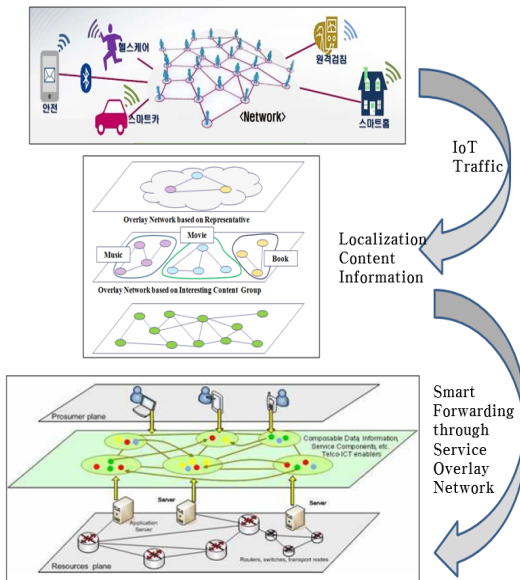 헬스케어
원격검침
안전
스마트카
<Network>
스마트홈
IoT
Traffic
Overlay Network based on Representative
Movie
Music
Book
Overlay Network based on Interesting Content Group
Localization
Content
Information
Prosumer plane
Composable Data, Information,
Service Components, etc.
Telco-ICT enablers
Smart
Forwarding
through
Service
Overlay
Network
Server
Server
Application
Server
Routers, switches, transport nodes
Resources plane